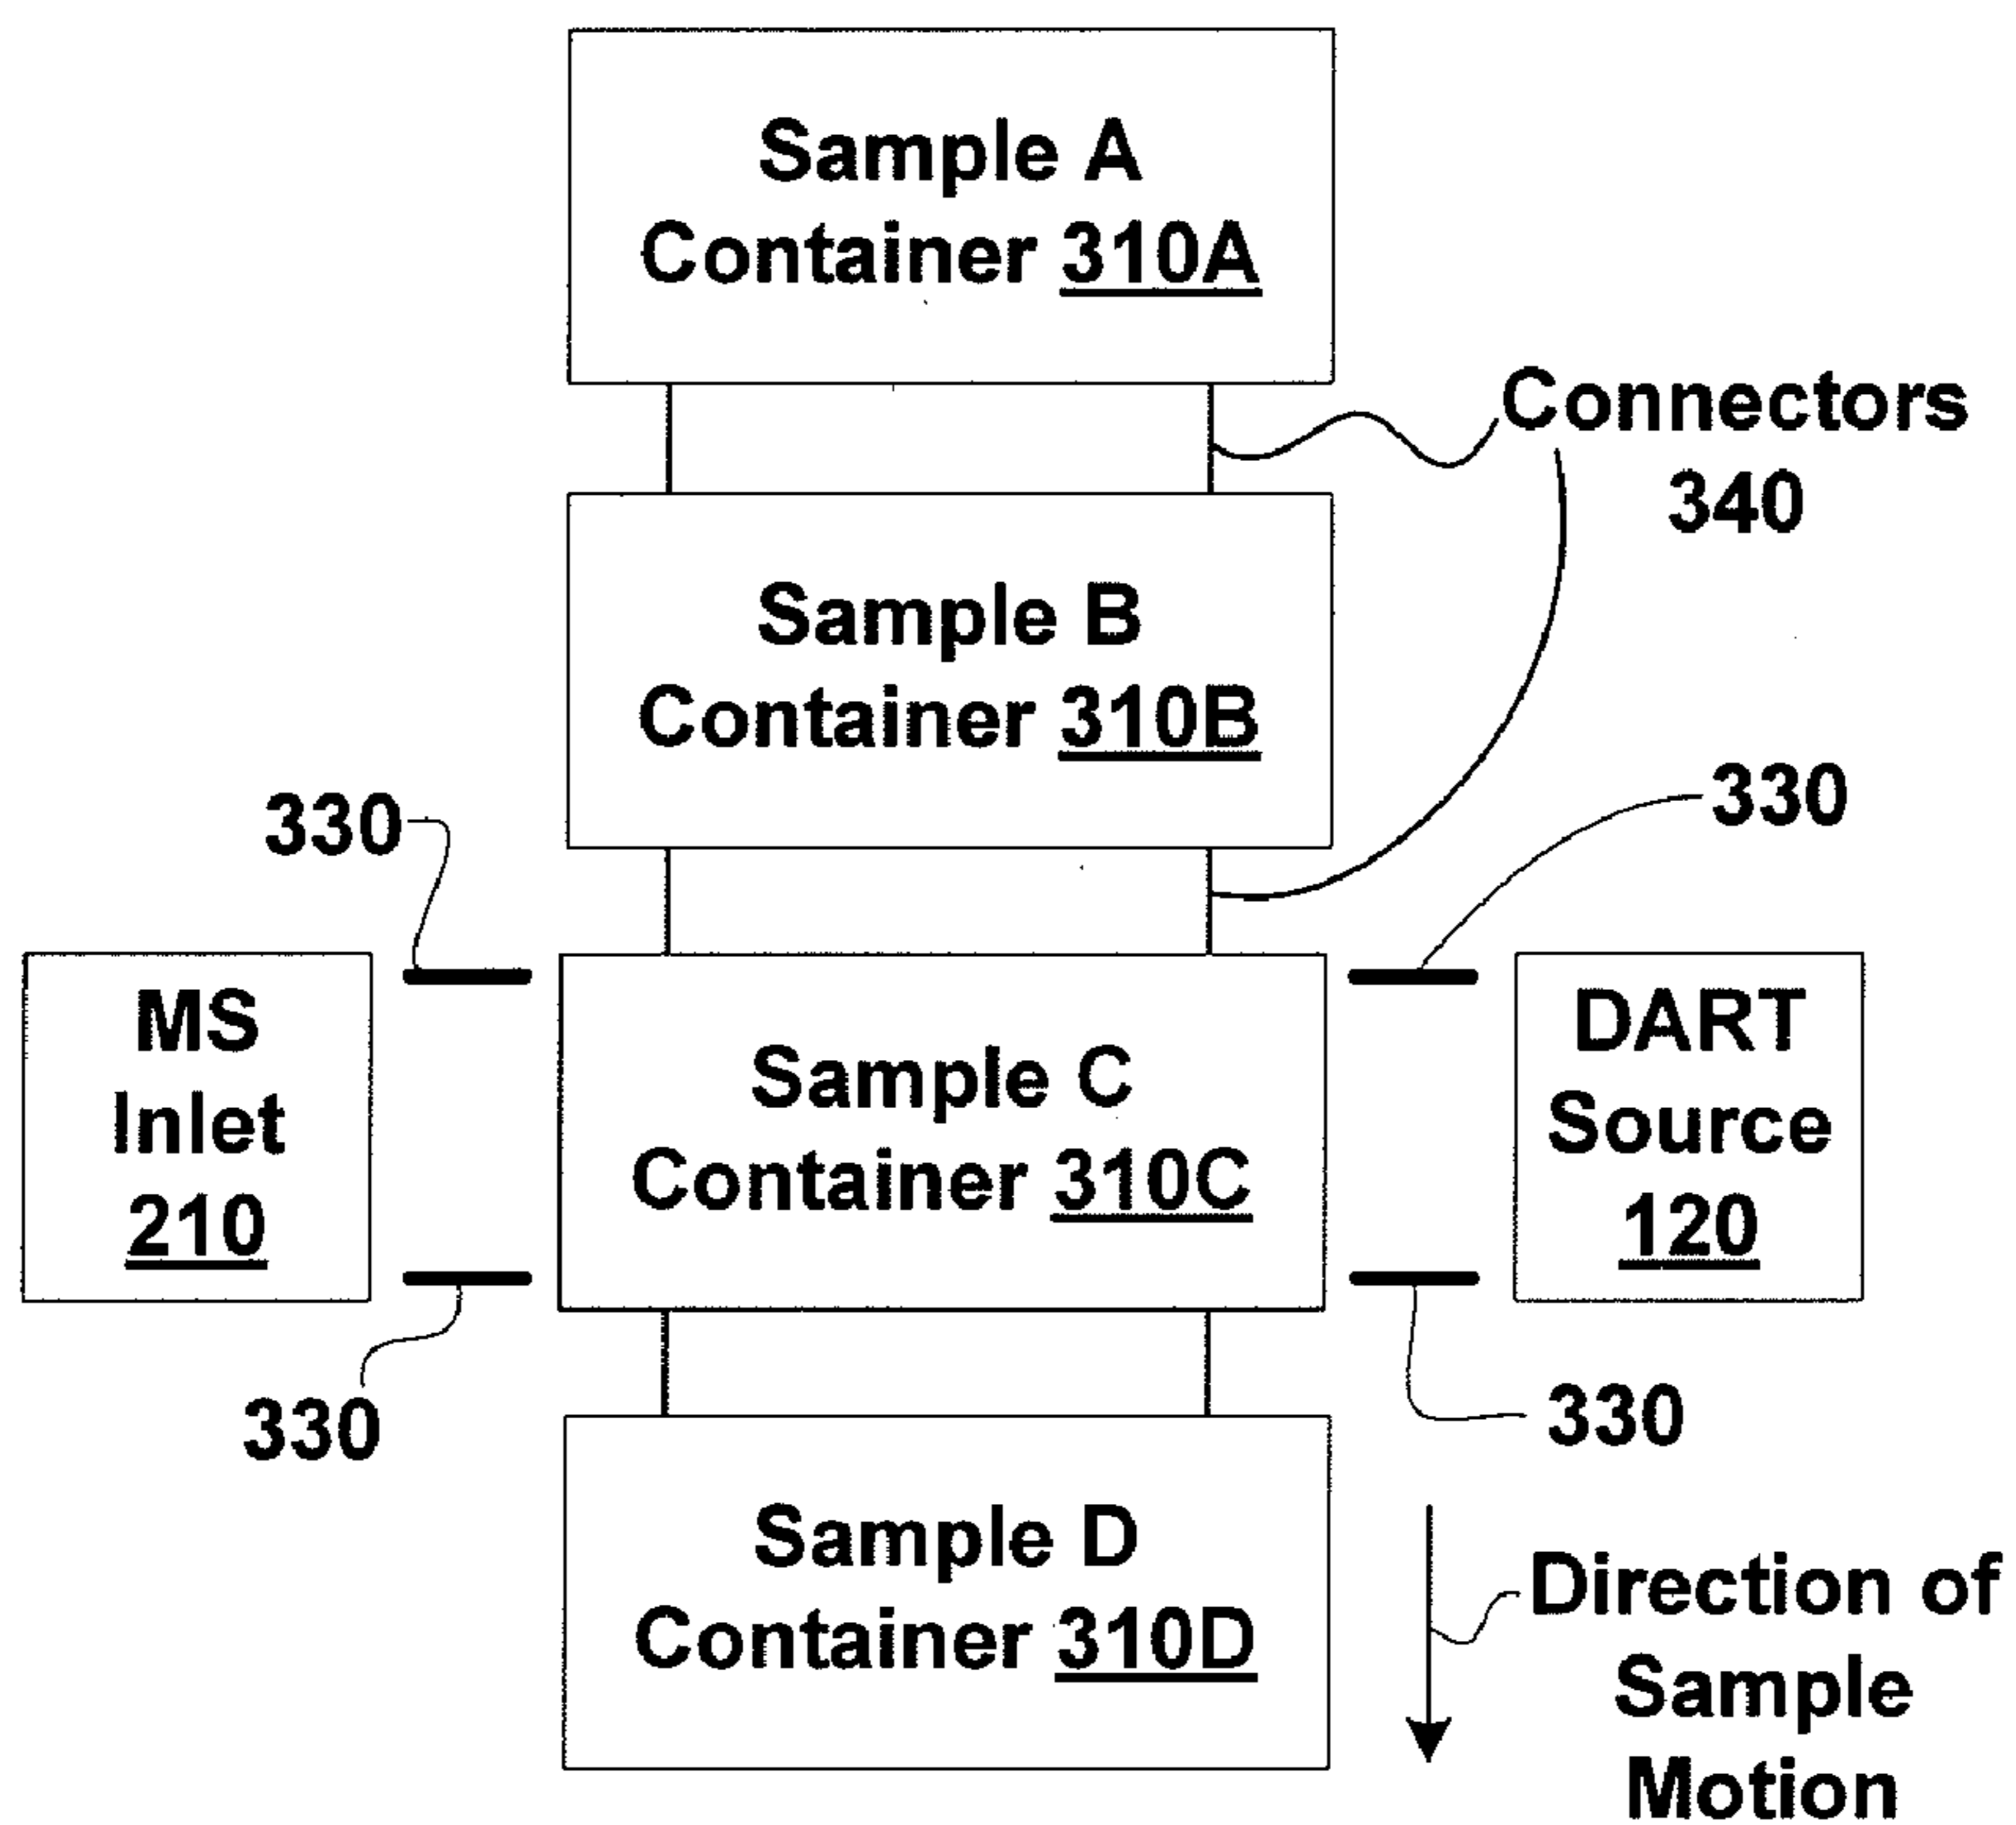 Sample A
Container 310A
Connectors
340
Sample B
Container 310B
330
330
MS
Inlet
210
Sample C
Container 310C
DART
Source
120
330
330
Sample D
Container 310D
Direction of
Sample
Motion